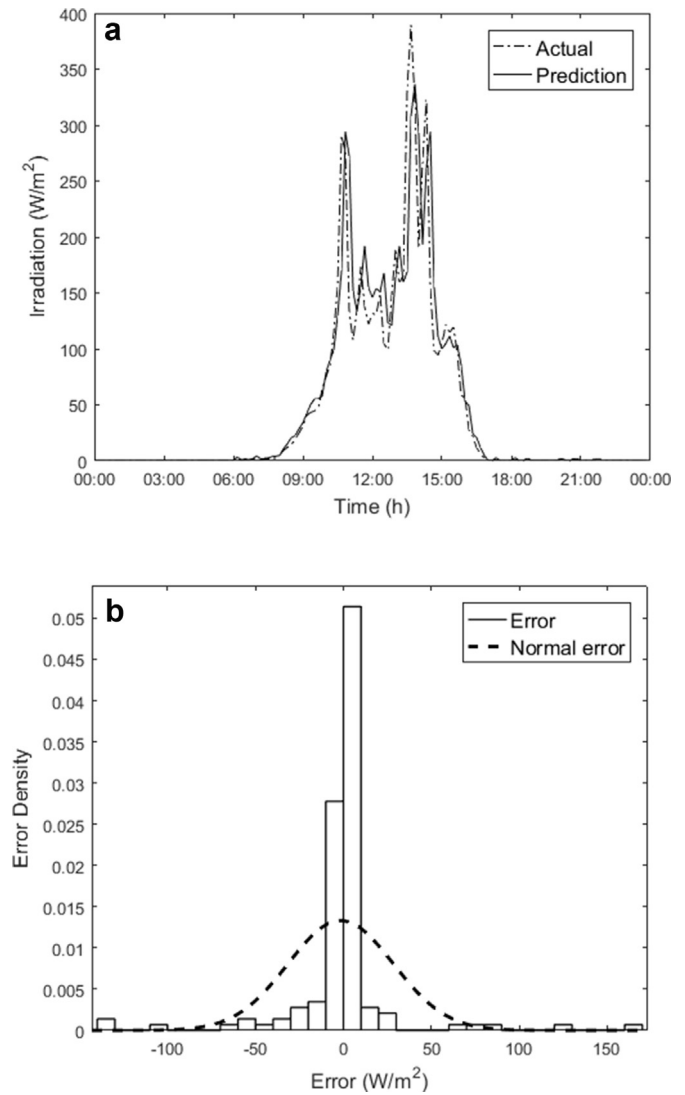 a
400
350
300
250
200
150
100
50
0
Irradiation (W/m2)
Actual
Prediction
00:00 03:00 06:00 09:00 12:00 15:00 18:00 21:00 00:00
Time (h)
b
0.05
0.045
0.04
0.035
0.03
0.025
0.02
0.015
0.01
0.005
0
Error Density
Error
Normal error
-100 -50 0 50 100 150
Error (W/m2)